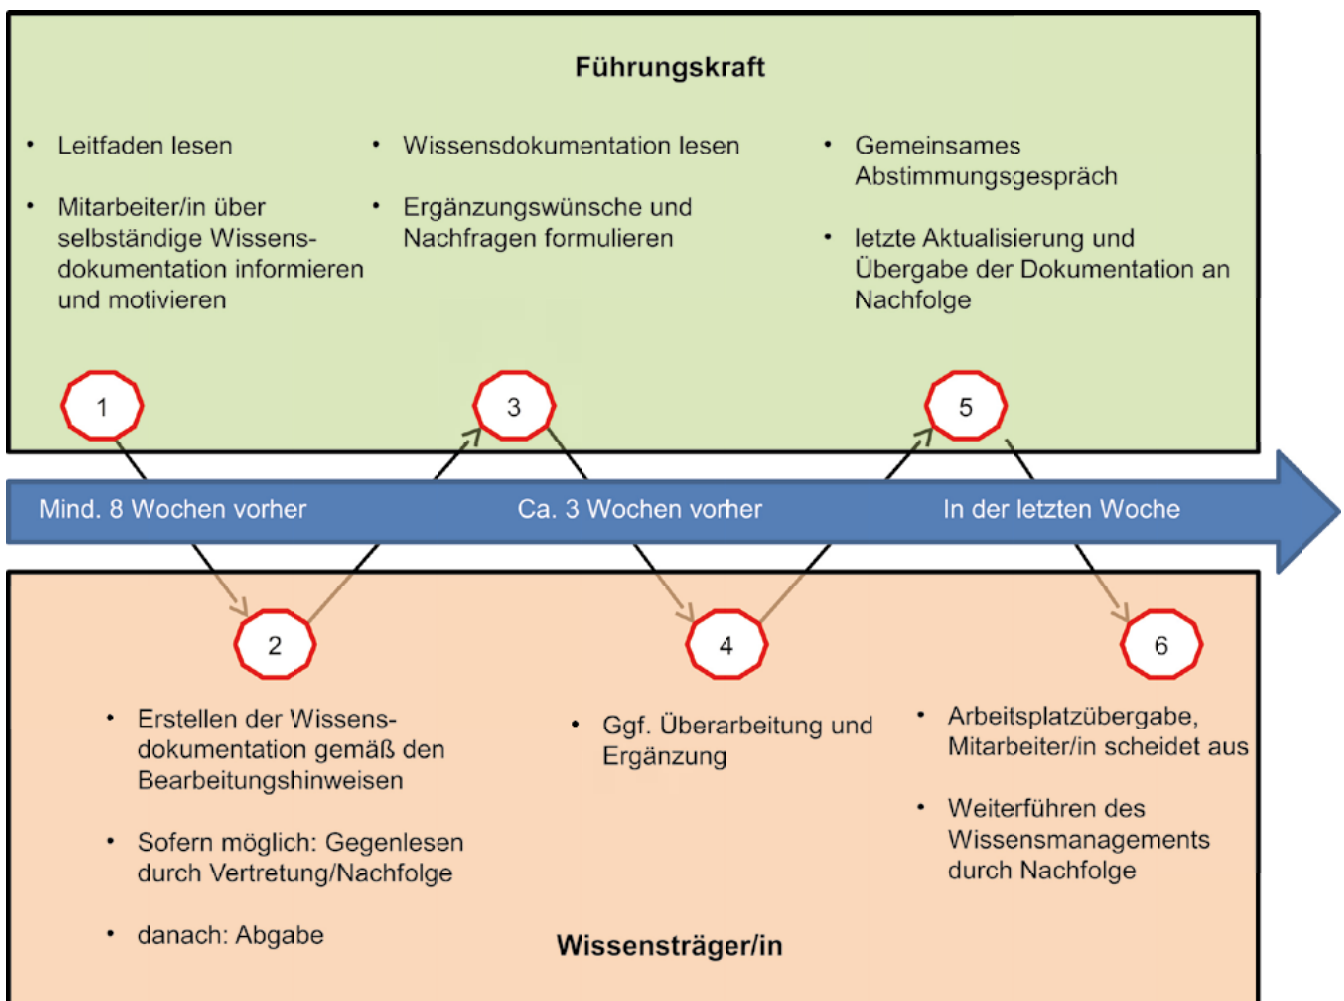 Führungskraft
• Leitfaden lesen
• Mitarbeiter/in über
selbständige Wissens-
dokumentation informieren
und motivieren
• Wissensdokumentation lesen
• Ergänzungswünsche und
Nachfragen formulieren
• Gemeinsames
Abstimmungsgespräch
• letzte Aktualisierung und
Übergabe der Dokumentation an
Nachfolge
1
3
5
Mind. 8 Wochen vorher
Ca. 3 Wochen vorher
In der letzten Woche
2
4
6
• Erstellen der Wissens-
dokumentation gemäß den
Bearbeitungshinweisen
• Sofern möglich: Gegenlesen
durch Vertretung/Nachfolge
• danach: Abgabe
• Ggf. Überarbeitung und
Ergänzung
• Arbeitsplatzübergabe,
Mitarbeiter/in scheidet aus
• Weiterführen des
Wissensmanagements
durch Nachfolge
Wissensträger/in